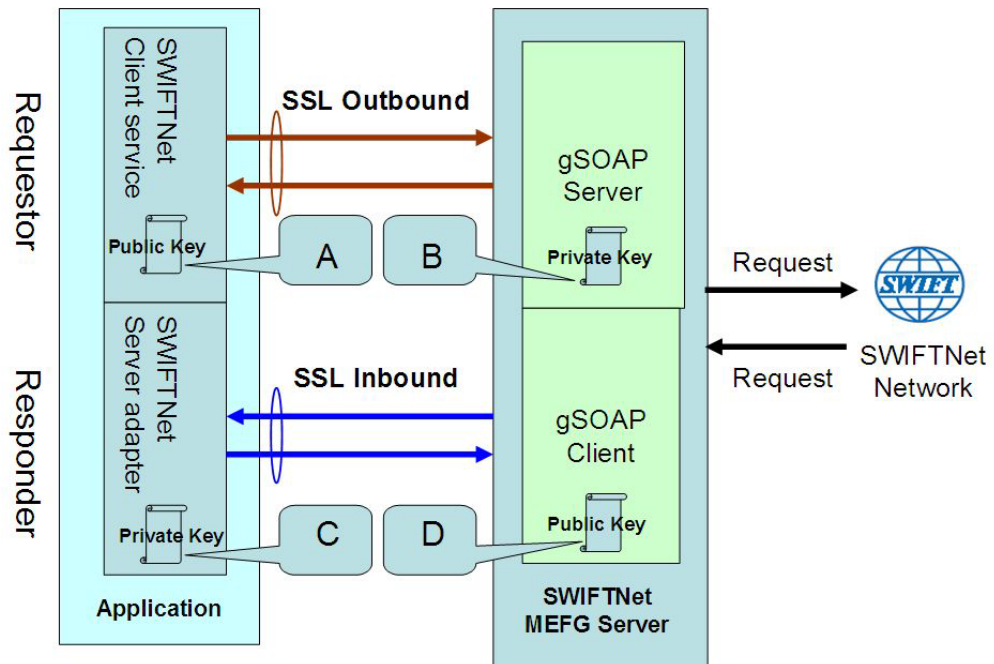 Requestor
SWIFTNet
Client service
Public Key
SSL Outbound
A
B
gSOAP
Server
Private Key
Request
SWIFT
SWIFTNet
Network
Request
Responder
SWIFTNet
Server adapter
Private Key
SSL Inbound
C
D
gSOAP
Client
Public Key
Application
SWIFTNet
MEFG Server